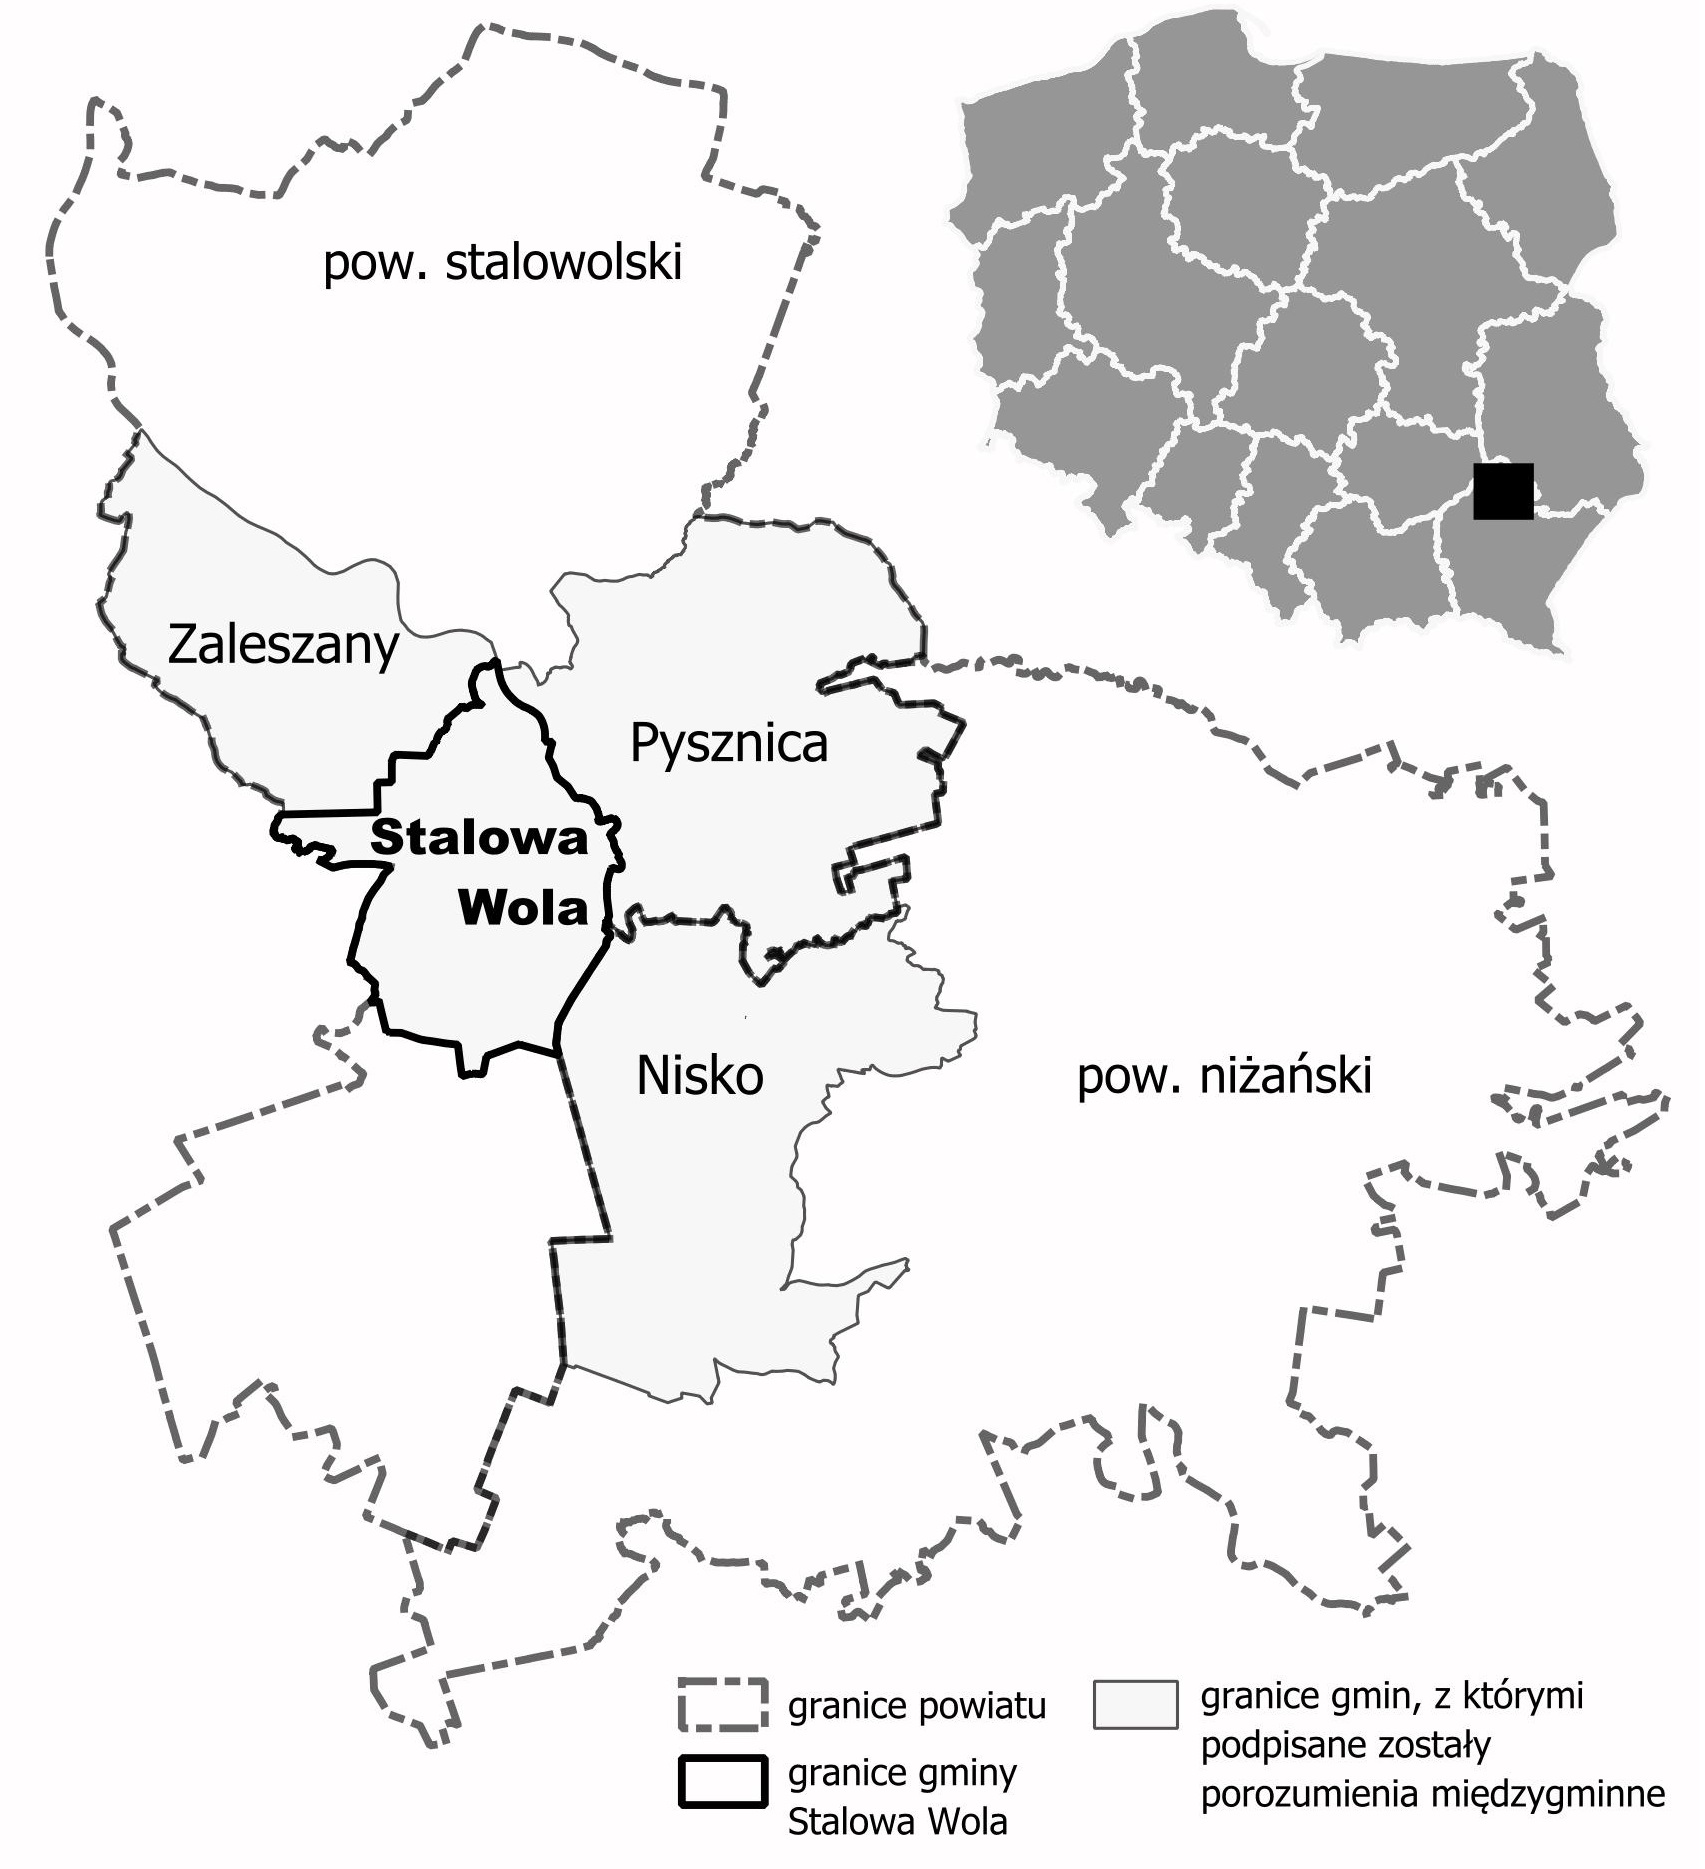 pow. stalowolski
Zaleszany
Pysznica
Stalowa
Wola
Nisko
pow. niżański
granice powiatu
granice gminy
Stalowa Wola
granice gmin, z którymi
podpisane zostały
porozumienia międzygminne